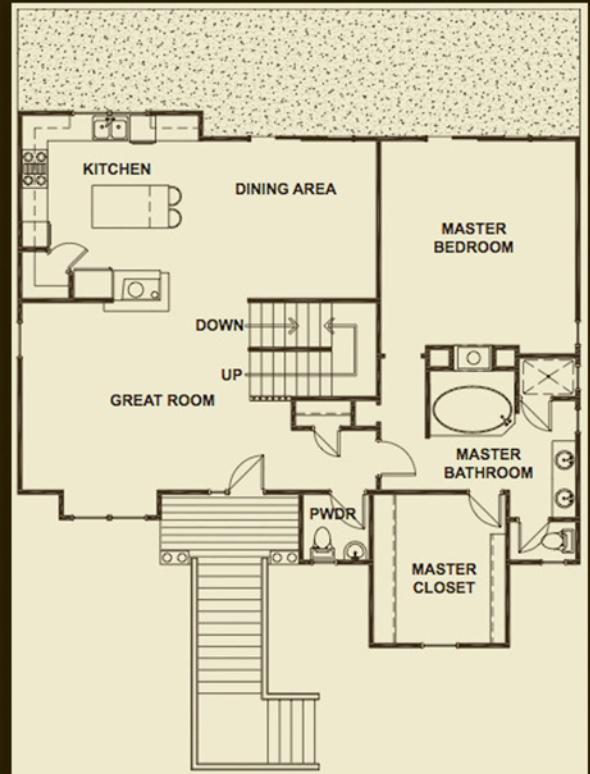 KITCHEN
DINING AREA
MASTER
BEDROOM
DOWN
UP
GREAT ROOM
MASTER
BATHROOM
PWDR
MASTER
CLOSET